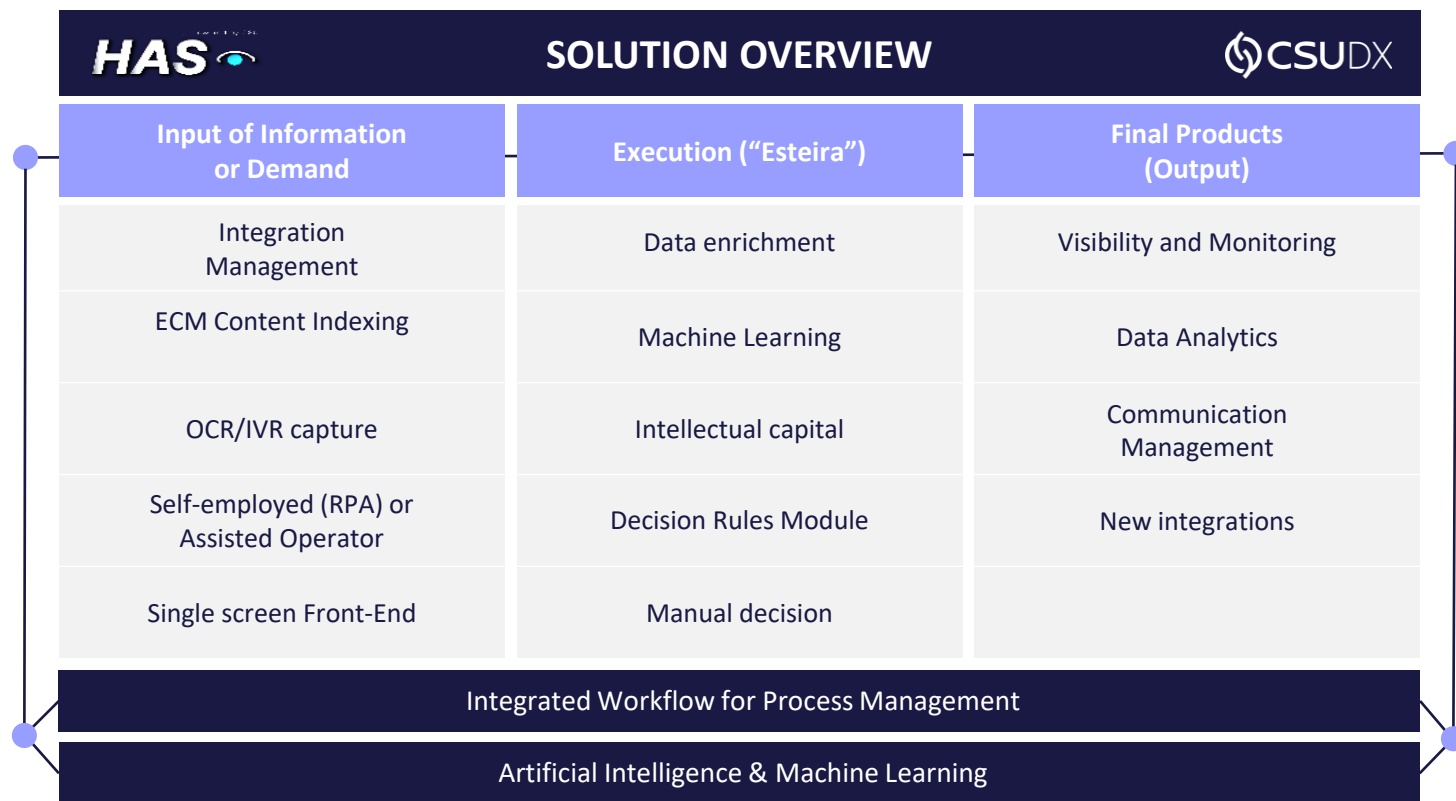 HAS
SOLUTION OVERVIEW
CSUDX
Input of Information
or Demand
Execution (“Esteira”)
Final Products
(Output)
Integration
Management
Data enrichment
Visibility and Monitoring
ECM Content Indexing
Machine Learning
Data Analytics
OCR/IVR capture
Intellectual capital
Communication
Management
Self-employed (RPA) or
Assisted Operator
Decision Rules Module
New integrations
Single screen Front-End
Manual decision
Integrated Workflow for Process Management
Artificial Intelligence & Machine Learning